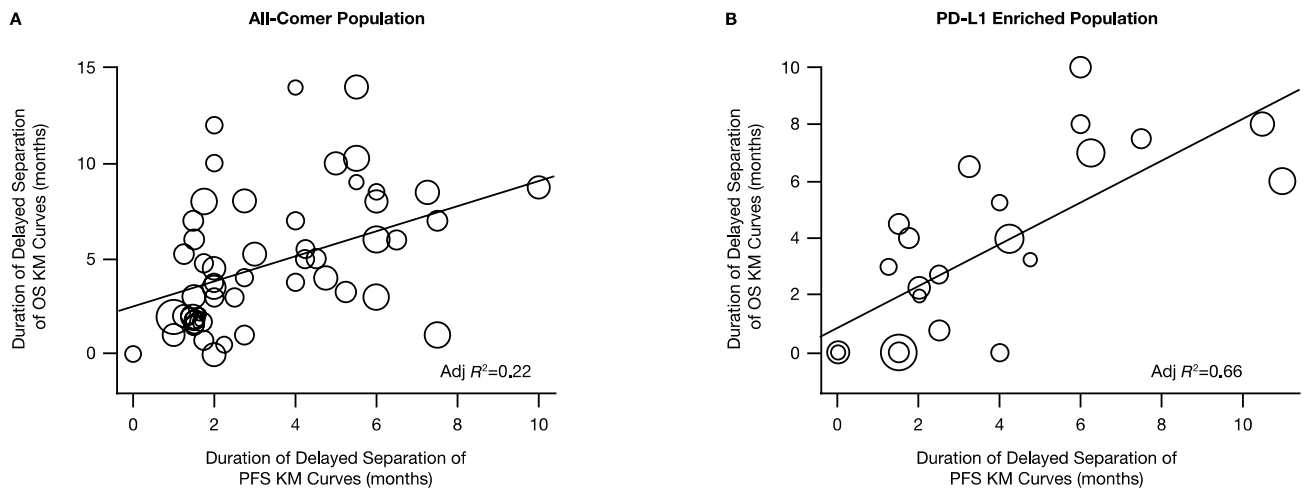 A
All-Comer Population
Duration of Delayed Separation
of OS KM Curves (months)
15
10
5
0
Adj R²=0.22
0 2 4 6 8 10
Duration of Delayed Separation of
PFS KM Curves (months)
B
PD-L1 Enriched Population
Duration of Delayed Separation
of OS KM Curves (months)
10
8
6
4
2
0
Adj R²=0.66
0 2 4 6 8 10
Duration of Delayed Separation of
PFS KM Curves (months)